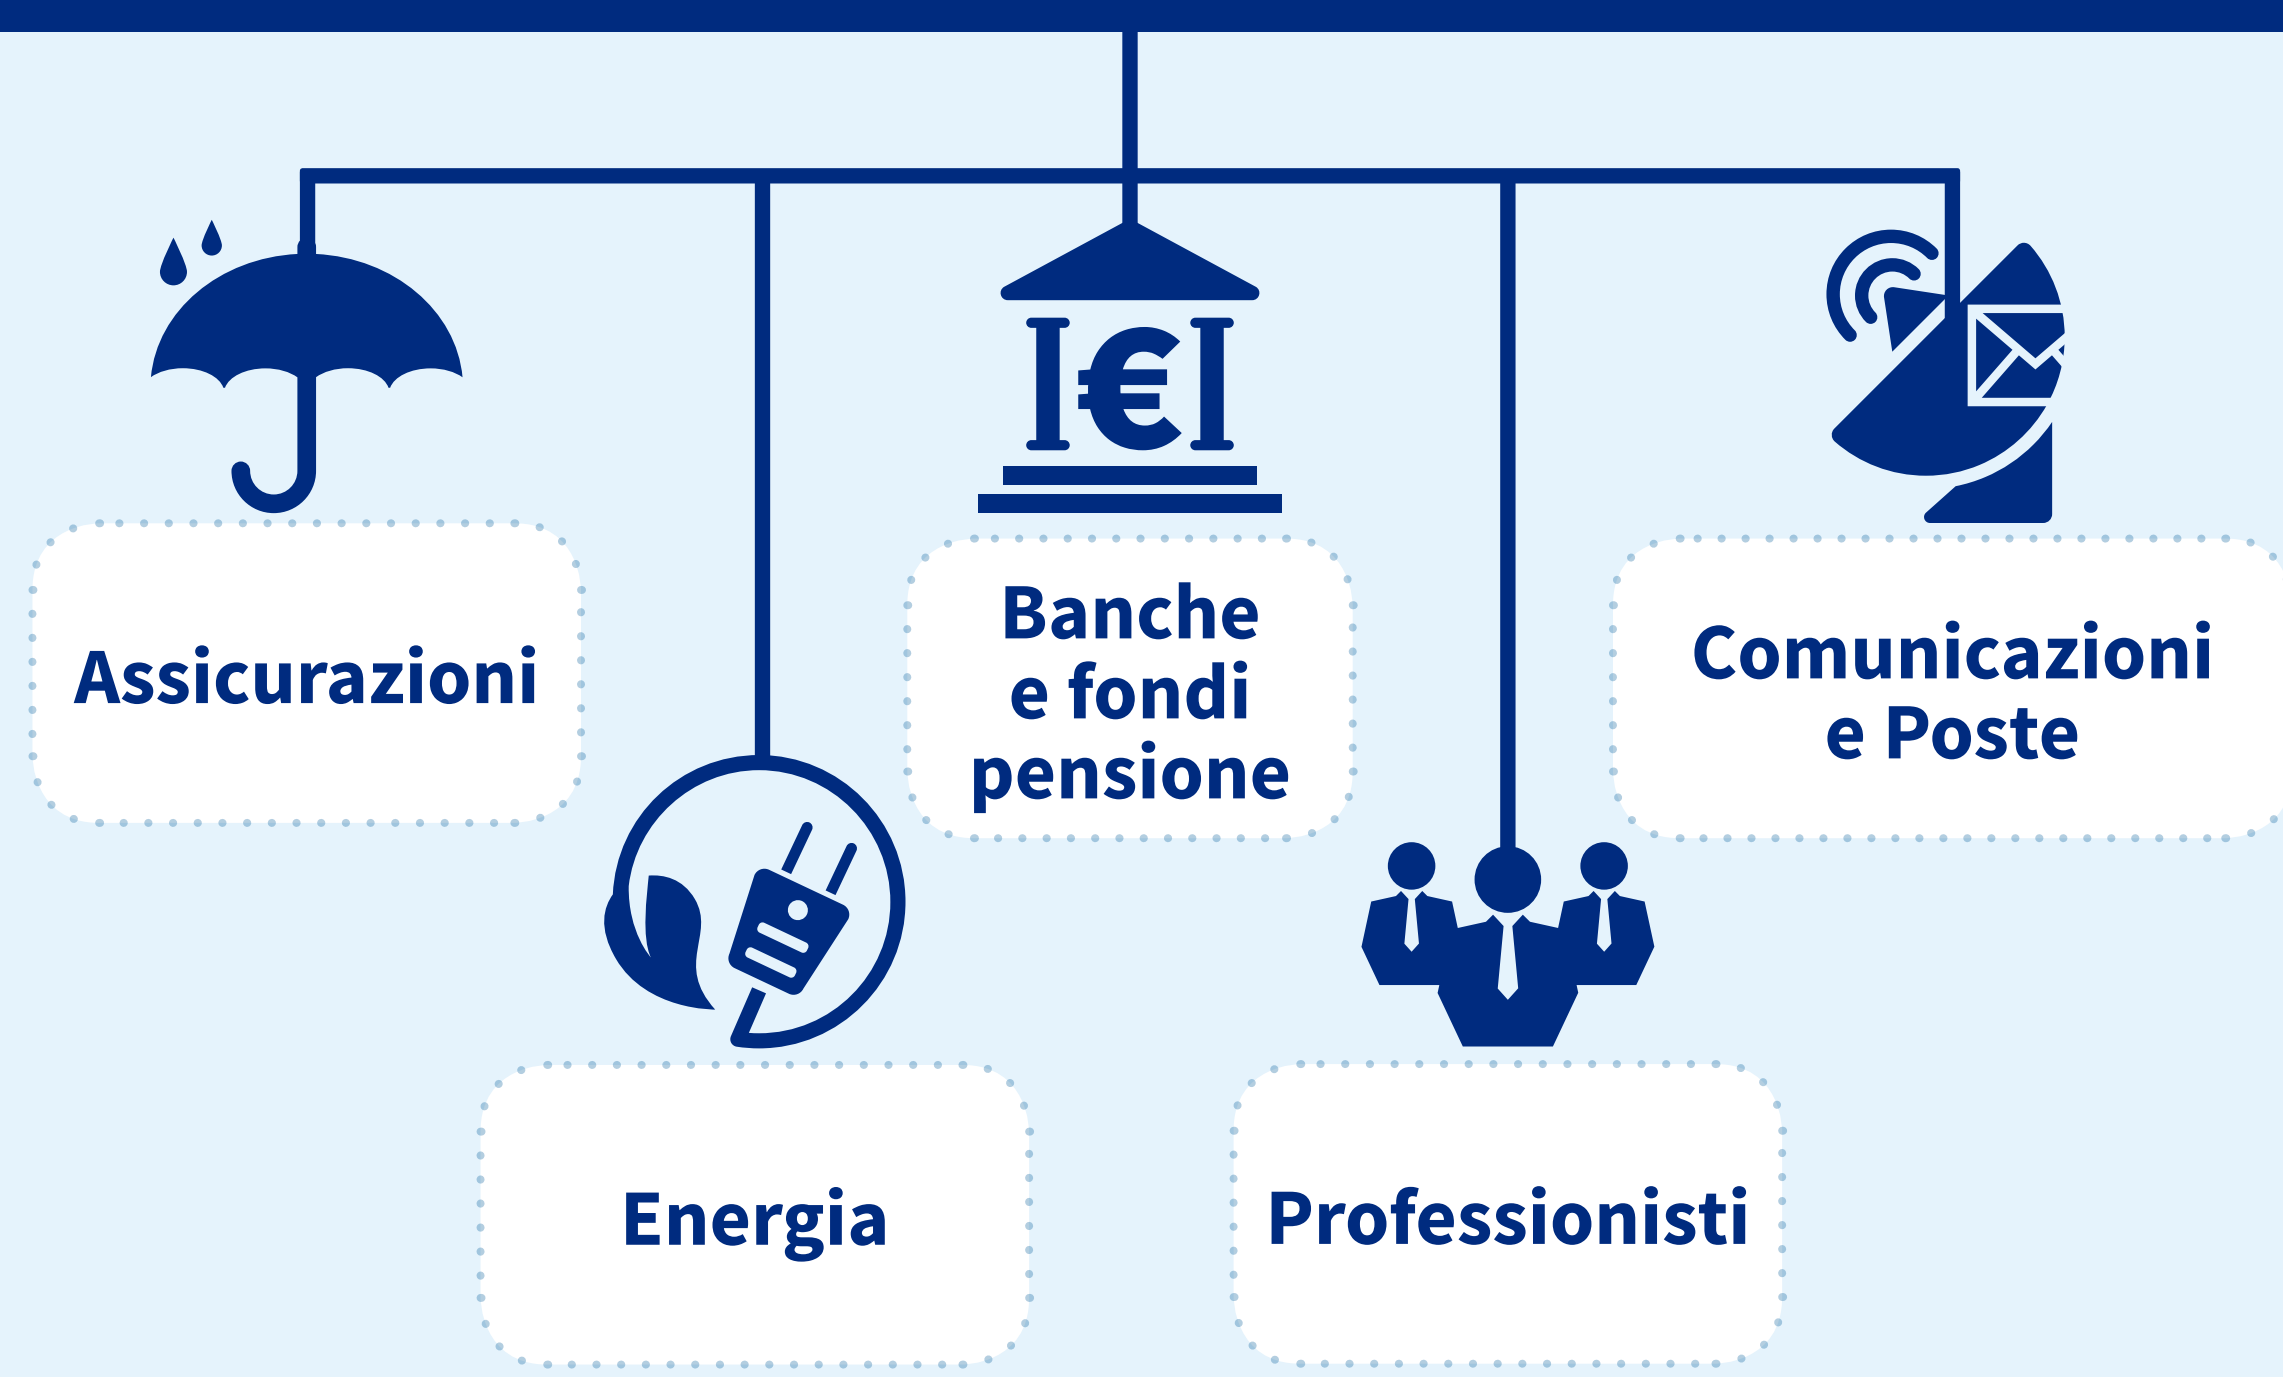 Assicurazioni
Banche
e fondi
pensione
Comunicazioni
e Poste
Energia
Professionisti